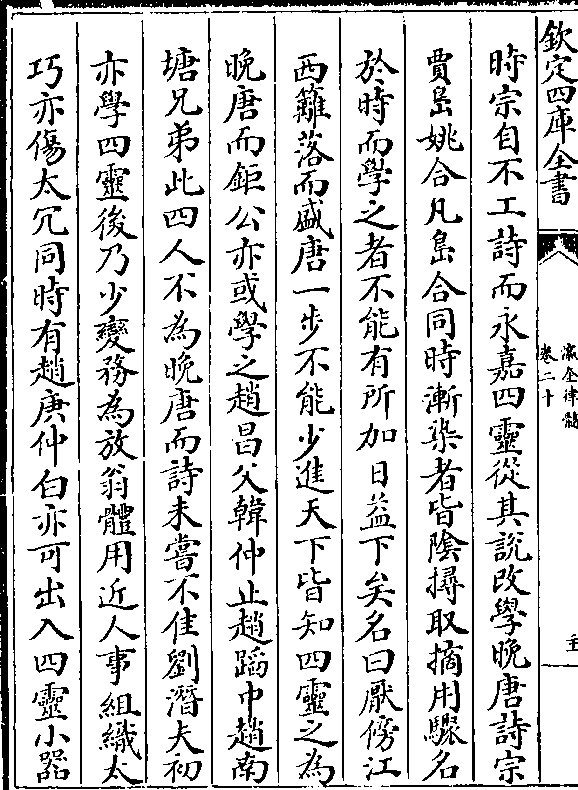 欽定四庫全書
瀛奎律髓
卷二十
主
時宗自不工詩而永嘉四靈從其說改學晚唐詩宗
賈島姚合凡島合同時漸染者皆陰撏取摘用驟名
於時而學之者不能有所加日益下矣名曰厭傍江
西籬落而盛唐一步不能少進天下皆知四靈之為
晚唐而鉅公亦或學之趙昌父韓仲止趙蹈中趙南
塘兄弟此四人不為晚唐而詩未嘗不佳劉潛夫初
亦學四靈後乃少變務為放翁體用近人事組織太
巧亦傷太冗同時有趙庚仲白亦可出入四靈小器